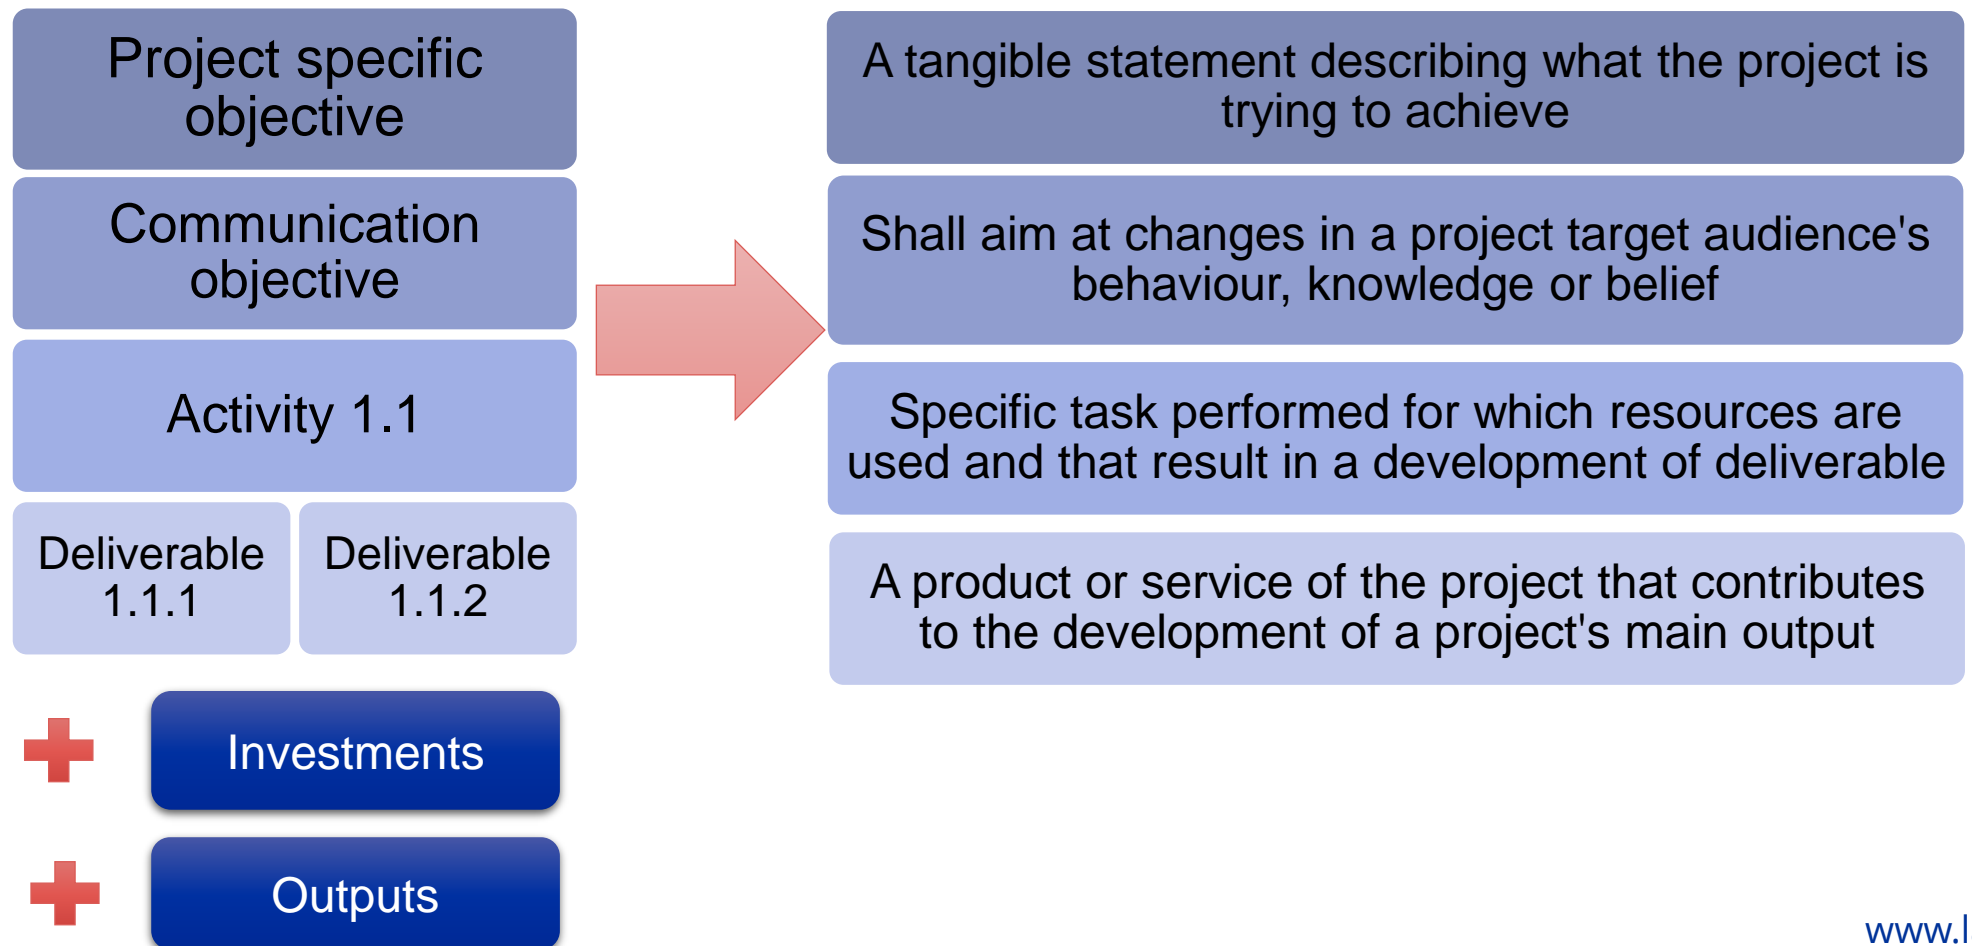 Project specific
objective
A tangible statement describing what the project is
trying to achieve
Communication
objective
Shall aim at changes in a project target audience's
behaviour, knowledge or belief
Activity 1.1
Specific task performed for which resources are
used and that result in a development of deliverable
Deliverable
1.1.1
Deliverable
1.1.2
A product or service of the project that contributes
to the development of a project's main output
Investments
Outputs
www.l